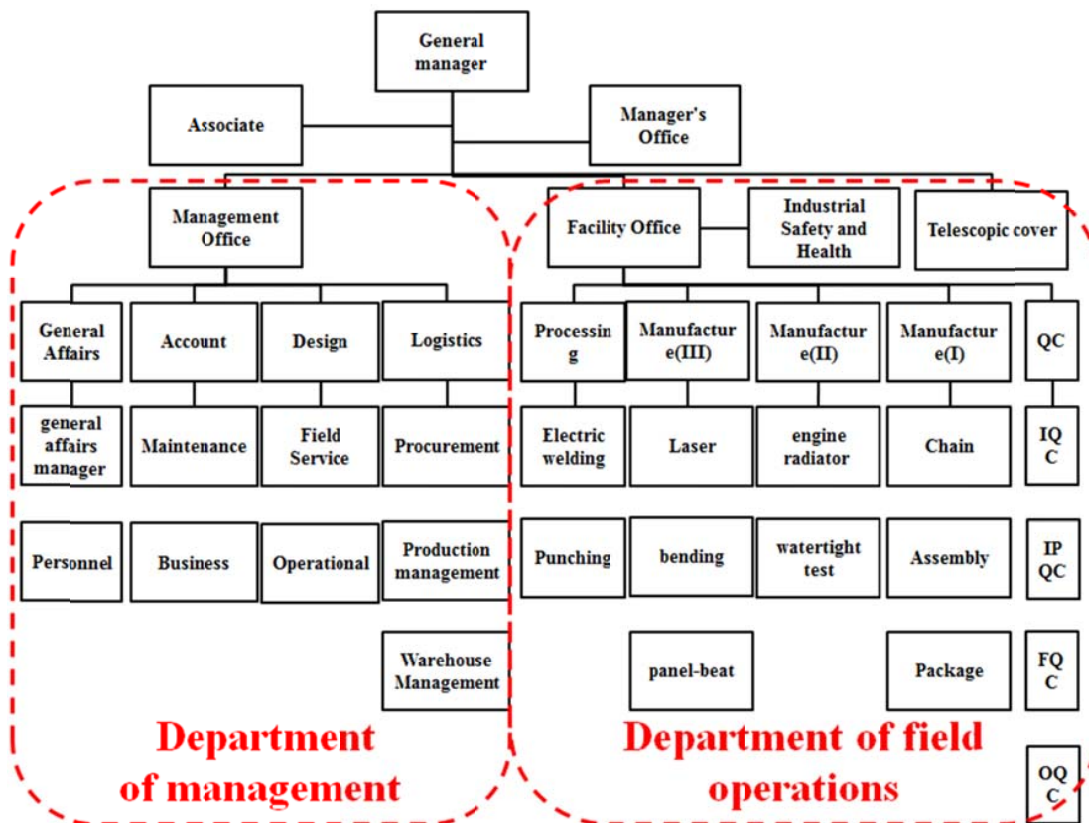 General
manager
Associate
Manager's
Office
Management
Office
Facility Office
Industrial
Safety and
Health
Telescopic cover
General
Affairs
Account
Design
Logistics
Processin
g
Manufactur
e(III)
Manufactur
e(II)
Manufactur
e(I)
QC
general
affairs
manager
Maintenance
Field
Service
Procurement
Electric
welding
Laser
engine
radiator
Chain
IQ
C
Personnel
Business
Operational
Production
management
Punching
bending
watertight
test
Assembly
IP
QC
Warehouse
Management
panel-beat
Package
FQ
C
Department
of management
Department of field
operations
OQ
C